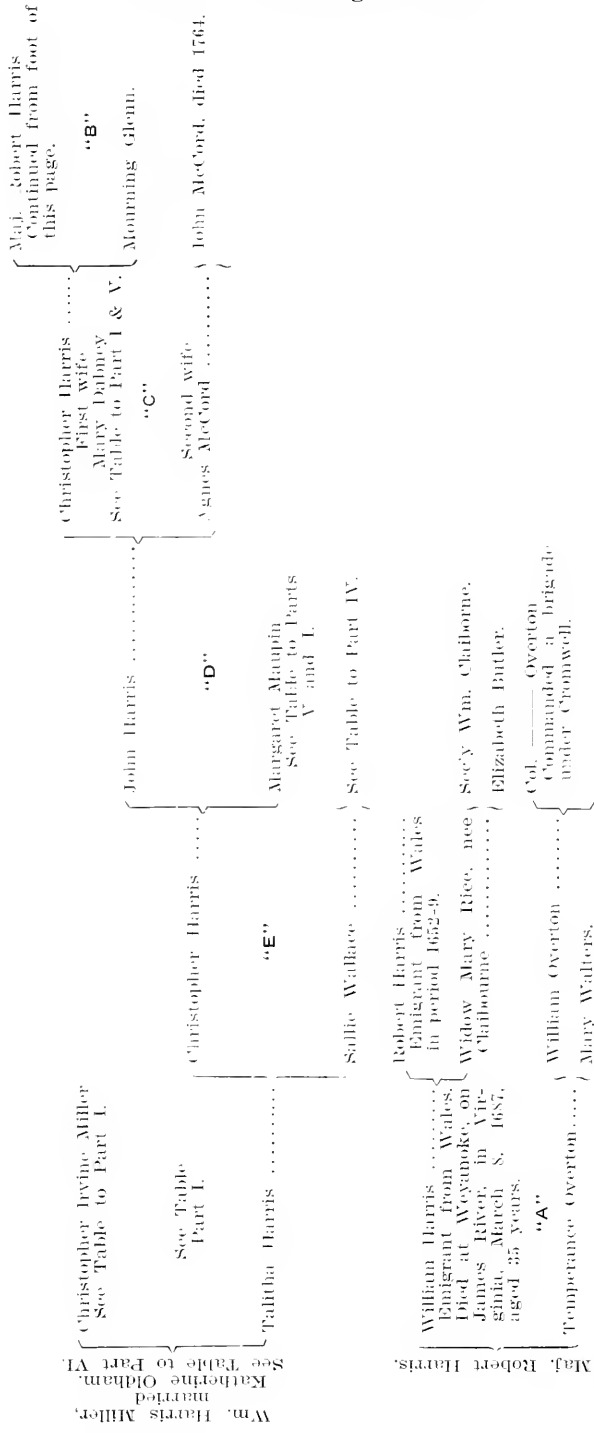 Wm. Harris Miller,
married
Katherine Oldham.
See Table to Part VI.
Christopher Irvine Miller
See Table to Part I.
See Table
Part I.
Talitha Harris ..........
Christopher Harris .....
"E"
Sallie Wallace ..........
John Harris ..................
"D"
Margaret Maupin
See Table to Parts
V and I.
See Table to Part IV.
Christopher Harris ......
First wife
Mary Dabney
See Table to Part I & V.
"C"
Second wife
Agnes McCord ..........
Maj. Robert Harris
Continued from foot of
this page.
"B"
Mourning Glenn.
John McCord, died 1764.
Maj. Robert Harris.
William Harris ..........
Emigrant from Wales.
Died at Weyanoke, on
James River, in Vir-
ginia, March 8, 1687,
aged 35 years.
"A"
Temperance Overton.....
Robert Harris ..........
Emigrant from Wales
in period 1652-9.
Widow Mary Rice, nee
Claibourne ..............
William Overton ........
Mary Walters.
Sec'y Wm. Claiborne.
Elizabeth Butler.
Col. ——— Overton
Commanded a brigade
under Cromwell.